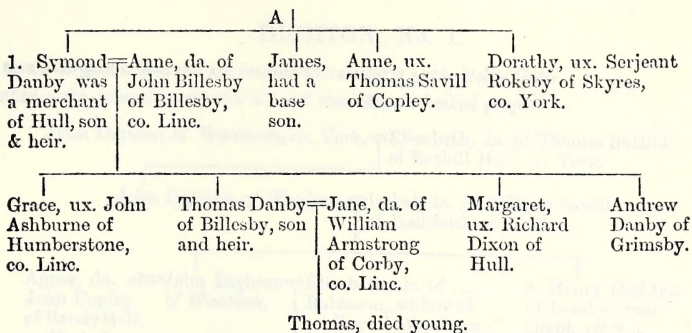 A
1. Symond=Anne, da. of
Danby was John Billesby
a merchant of Billesby,
of Hull, son co. Linc.
& heir.
James,
had a
base
son.
Anne, ux.
Thomas Savill
of Copley.
Dorathy, ux. Serjeant
Rokeby of Skyres,
co. York.
Grace, ux. John
Ashburne of
Humberstone,
co. Linc.
Thomas Danby=Jane, da. of
of Billesby, son William
and heir. Armstrong
of Corby,
co. Linc.
Margaret,
ux. Richard
Dixon of
Hull.
Andrew
Danby of
Grimsby.
Thomas, died young.